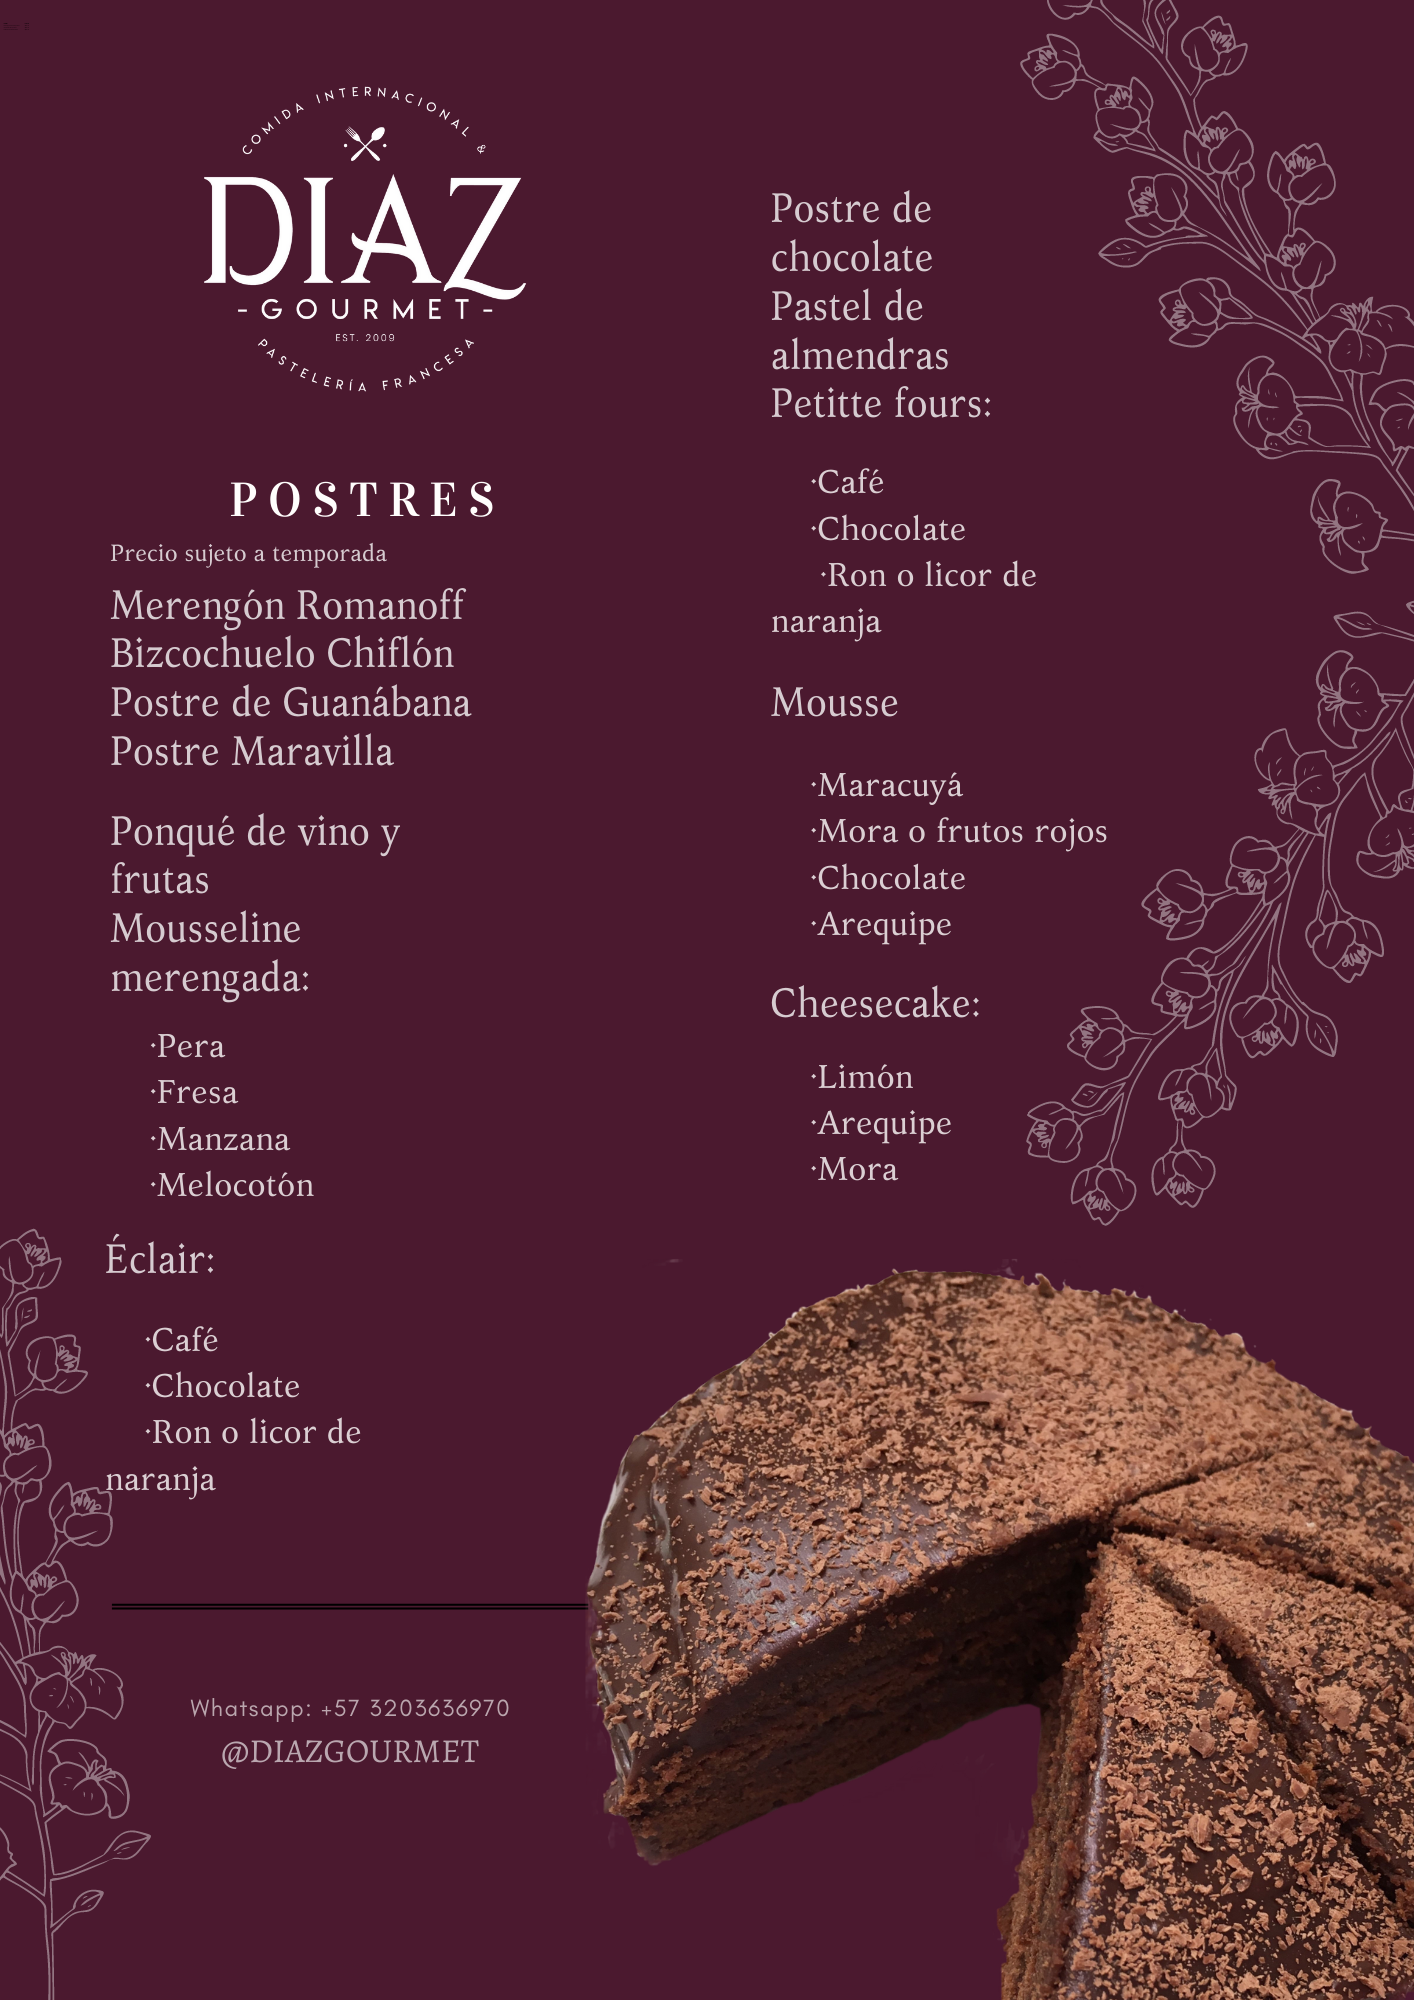 COMIDA INTERNACIONAL &
DIAZ
-GOURMET-
EST. 2009
PASTELERÍA FRANCESA
POSTRES
Precio sujeto a temporada
Merengón Romanoff
Bizcochuelo Chiflón
Postre de Guanábana
Postre Maravilla
Ponqué de vino y
frutas
Mousseline
merengada:
·Pera
·Fresa
·Manzana
·Melocotón
Éclair:
·Café
·Chocolate
·Ron o licor de
naranja
Whatsapp: +57 3203636970
@DIAZGOURMET
Postre de
chocolate
Pastel de
almendras
Petitte fours:
·Café
·Chocolate
·Ron o licor de
naranja
Mousse
·Maracuyá
·Mora o frutos rojos
·Chocolate
·Arequipe
Cheesecake:
·Limón
·Arequipe
·Mora